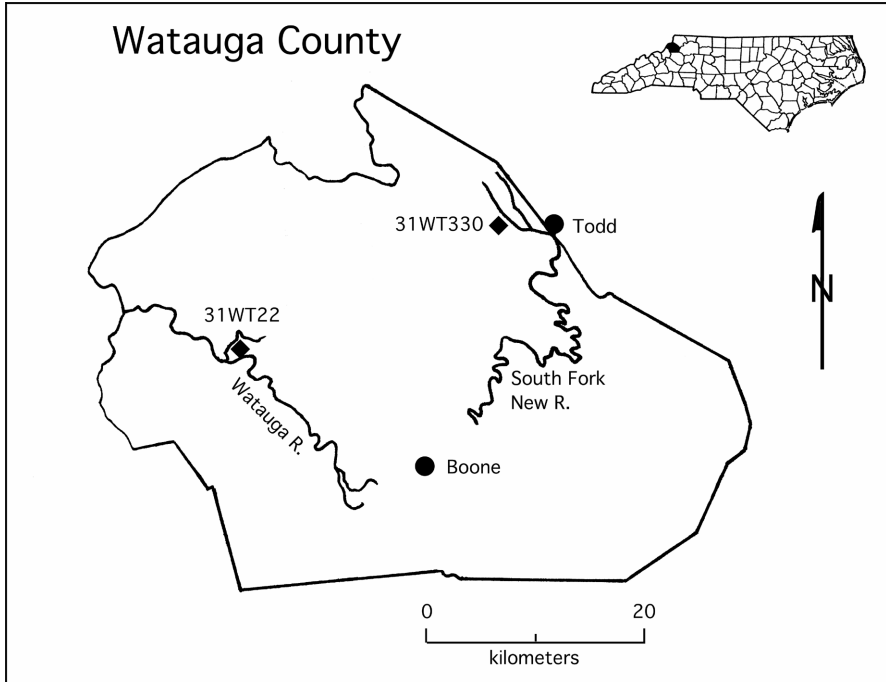 Watauga County
31WT330
Todd
N
31WT22
South Fork
New R.
Watauga R.
Boone
0 20
kilometers